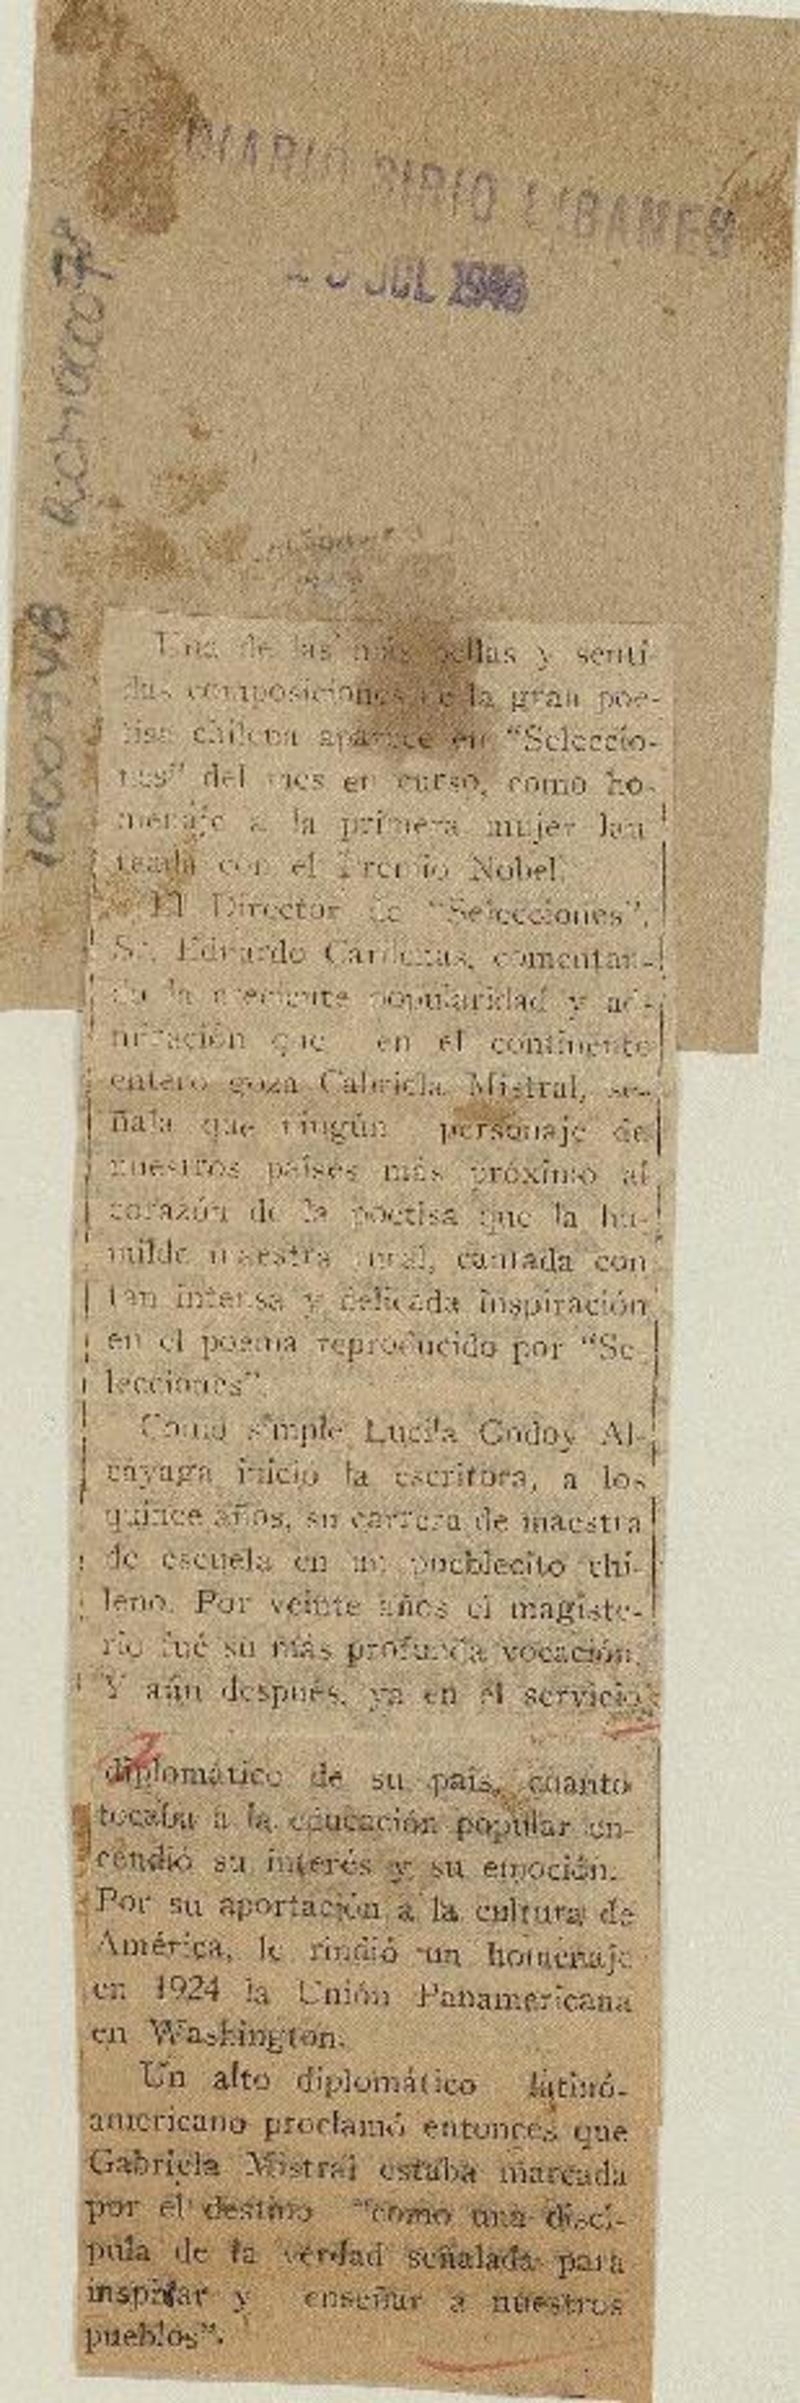 DIARIO SIRIO LIBANES
JUL 1946
1000948
Una de las más bellas y senti-
das composiciones de la gran poe-
tisa chilena aparece en "Seleccio-
nes" del mes en curso, como ho-
menaje a la primera mujer lau
reada con el Premio Nobel.
El Director de "Selecciones",
Sr. Eduardo Cárdenas, comentan-
do la creciente popularidad y ad-
miración que en el continente
entero goza Gabriela Mistral, se-
ñala que ningún personaje de
nuestros países más próximo al
corazón de la poetisa que la hu-
milde maestra rural, cantada con
tan intensa y delicada inspiración
en el poema reproducido por "Se-
lecciones".
Como simple Lucila Godoy Al-
cayaga inicio la escritora, a los
quince años, su carrera de maestra
de escuela en un pueblecito chi-
leno. Por veinte años el magiste-
rio fué su más profunda vocación.
Y aún después, ya en el servicio
diplomático de su país, cuanto
tocaba a la educación popular en-
cendió su interés y su emoción.
Por su aportación a la cultura de
América, le rindió un homenaje
en 1924 la Unión Panamericana
en Washington.
Un alto diplomático latino-
americano proclamó entonces que
Gabriela Mistral estaba marcada
por el destino "como una discí-
pula de la verdad señalada para
inspirar y enseñar a nuestros
pueblos".